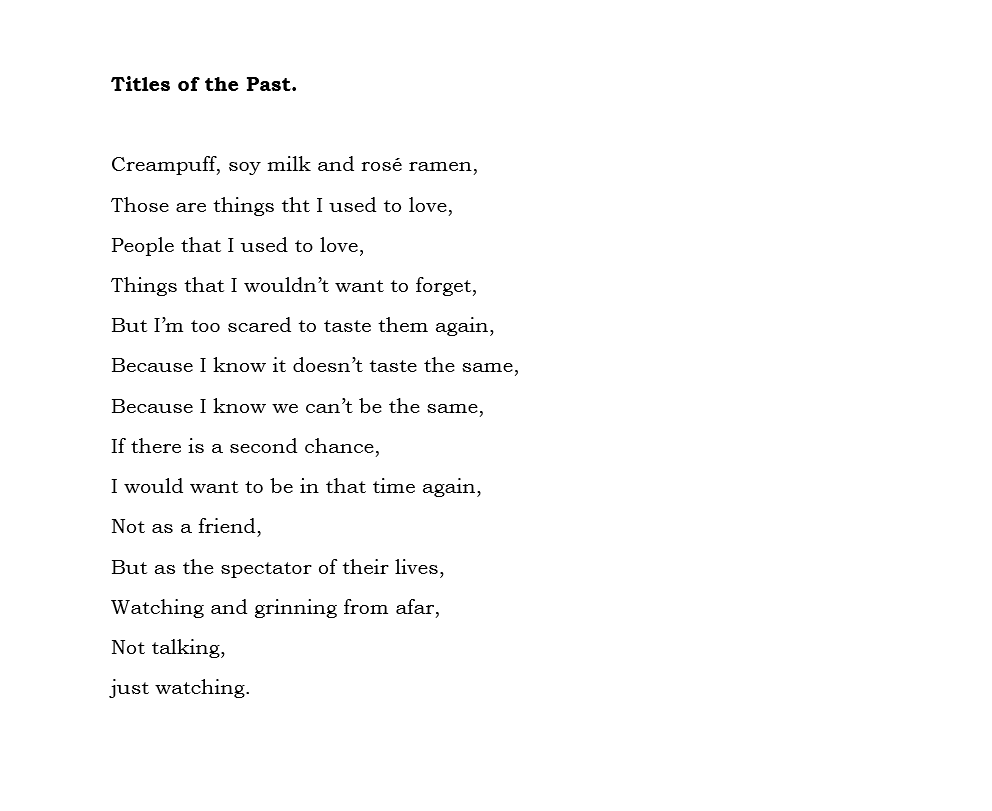 Titles of the Past.
Creampuff, soy milk and rosé ramen,
Those are things tht I used to love,
People that I used to love,
Things that I wouldn’t want to forget,
But I’m too scared to taste them again,
Because I know it doesn’t taste the same,
Because I know we can’t be the same,
If there is a second chance,
I would want to be in that time again,
Not as a friend,
But as the spectator of their lives,
Watching and grinning from afar,
Not talking,
just watching.